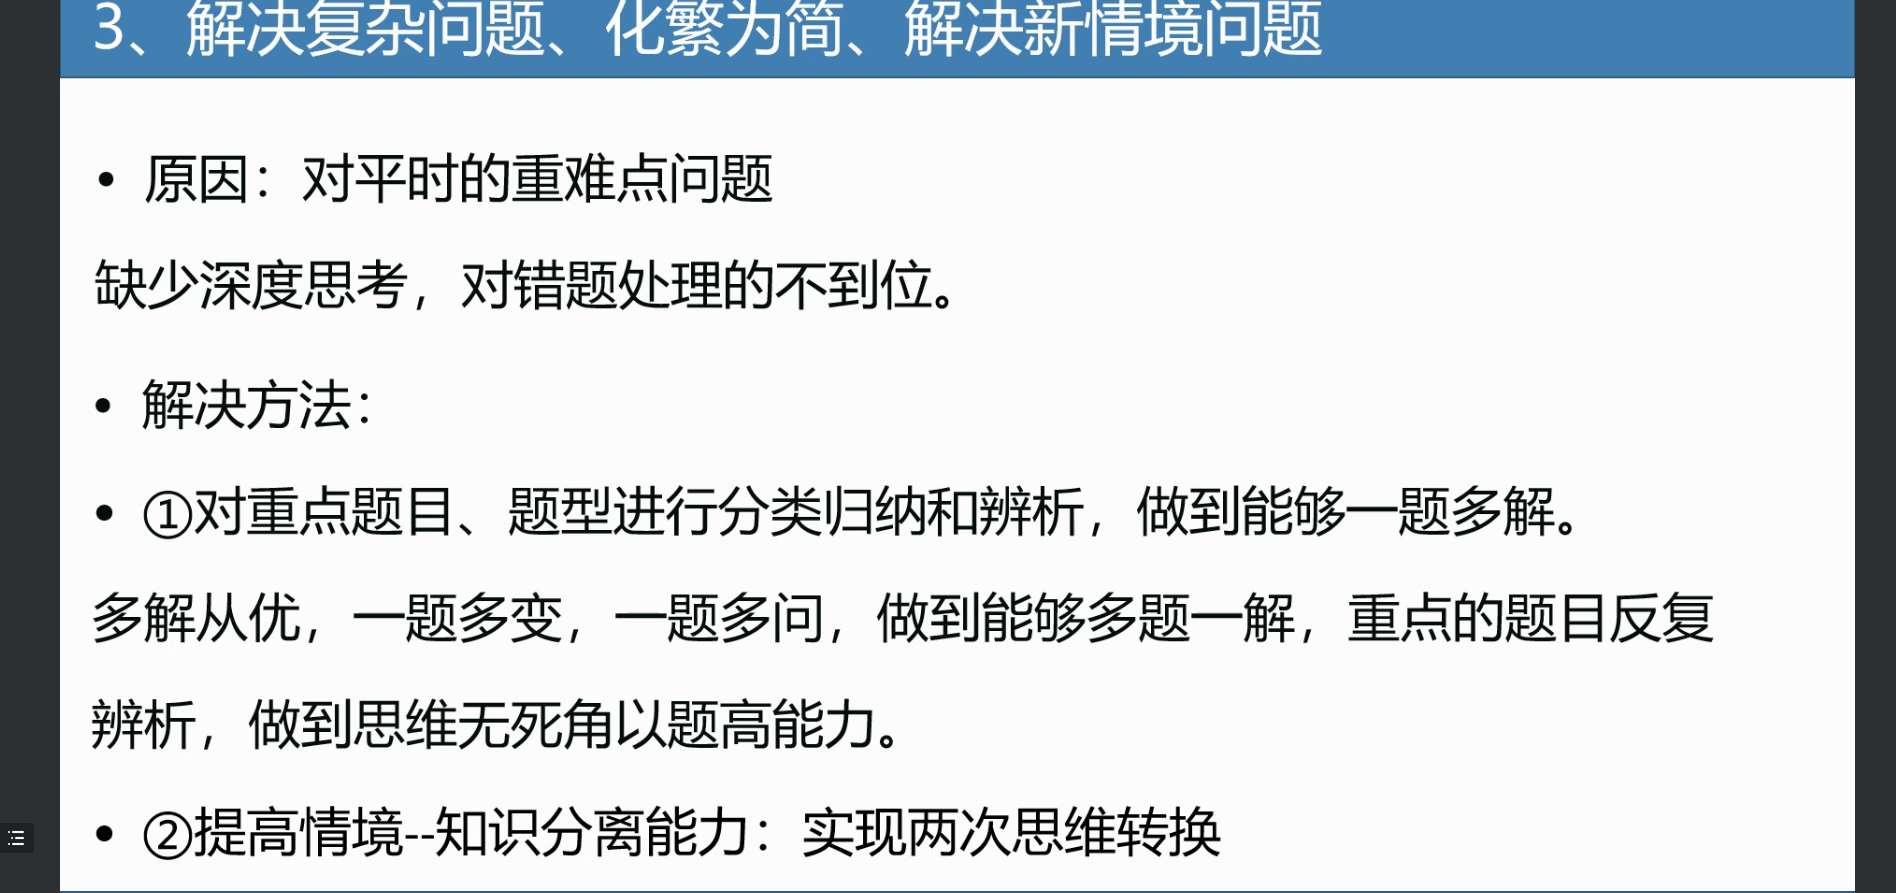 3、解决复杂问题、化繁为简、解决新情境问题
• 原因：对平时的重难点问题
缺少深度思考，对错题处理的不到位。
• 解决方法：
• ①对重点题目、题型进行分类归纳和辨析，做到能够一题多解。
多解从优，一题多变，一题多问，做到能够多题一解，重点的题目反复
辨析，做到思维无死角以题高能力。
• ②提高情境--知识分离能力：实现两次思维转换